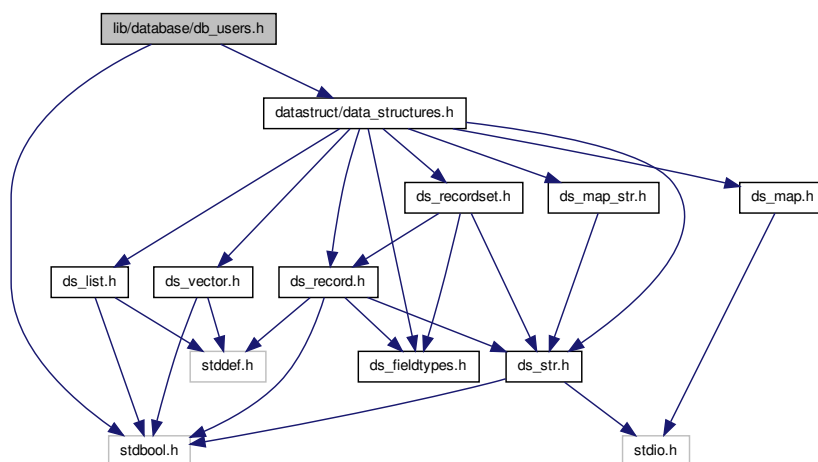 lib/database/db_users.h
datastruct/data_structures.h
ds_recordset.h
ds_map_str.h
ds_map.h
ds_list.h
ds_vector.h
ds_record.h
stddef.h
ds_fieldtypes.h
ds_str.h
stdbool.h
stdio.h